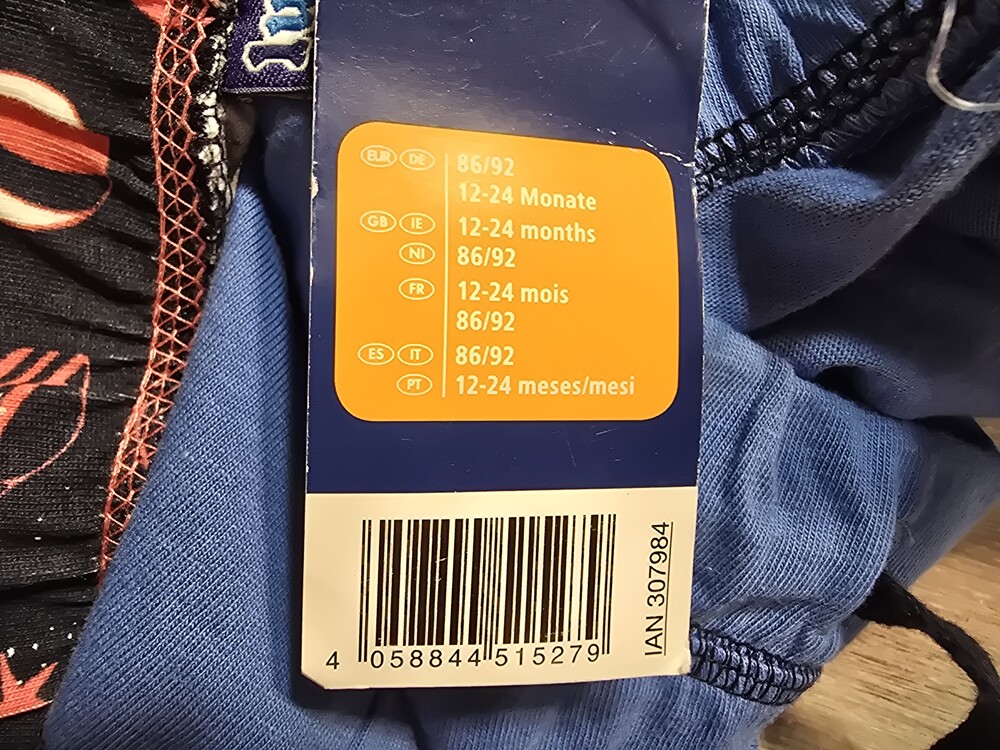 EUR DE 86/92
12-24 Monate
GB IE 12-24 months
NI 86/92
FR 12-24 mois
86/92
ES IT 86/92
PT 12-24 meses/mesi
IAN 307984
4 058844 515279